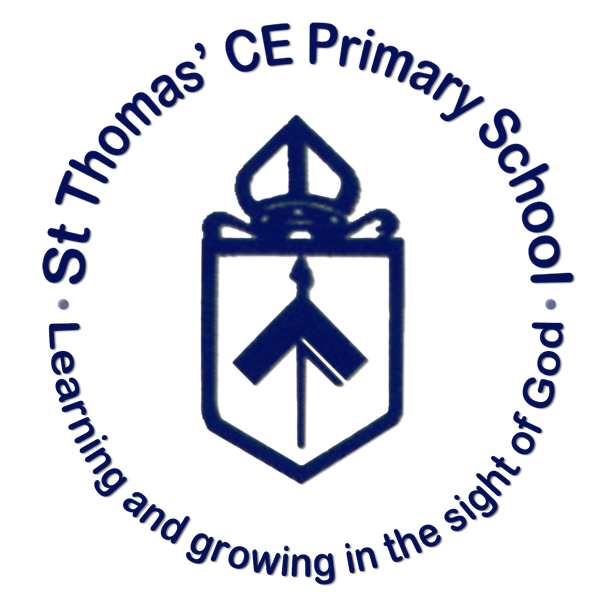 St Thomas' CE Primary School
Learning and growing in the sight of God